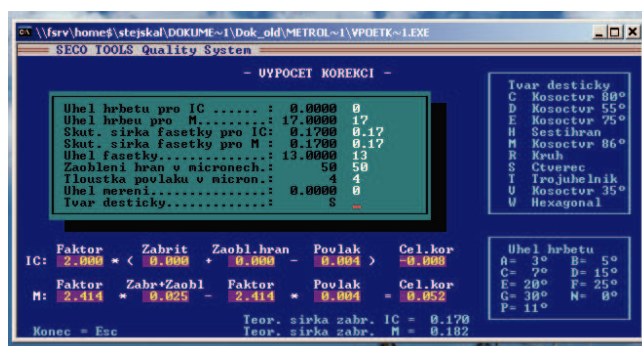 \\fsrv\home$\stejskal\DOKUME~1\Dok_old\METROL~1\VPOETK~1.EXE
SECO TOOLS Quality System
- VYPOCET KOREKCI -
Uhel hrbetu pro IC ...... : 0.0000 0
Uhel hrbeu pro M.........: 17.0000 17
Skut. sirka fasetky pro IC: 0.1700 0.17
Skut. sirka fasetky pro M : 0.1700 0.17
Uhel fasetky..............: 13.0000 13
Zaobleni hran v micronech.: 50 50
Tloustka povlaku v micron.: 4 4
Uhel mereni...............: 0.0000 0
Tvar desticky.............: S _
Tvar desticky
C Kosoctvr 80°
D Kosoctvr 55°
E Kosoctvr 75°
H Sestihran
M Kosoctvr 86°
R Kruh
S Ctverec
T Trojuhelnik
V Kosoctvr 35°
W Hexagonal
Faktor Zabrit Zaobl.hran Povlak Cel.kor
IC: 2.000 * ( 0.000 + 0.000 - 0.004 ) -0.008
Faktor Zabr+Zaobl Faktor Povlak Cel.kor
M: 2.414 * 0.025 - 2.414 * 0.004 = 0.052
Uhel hrbetu
A= 3° B= 5°
C= 7° D= 15°
E= 20° F= 25°
G= 30° N= 0°
P= 11°
Teor. sirka zabr. IC = 0.170
Konec = Esc Teor. sirka zabr. M = 0.182